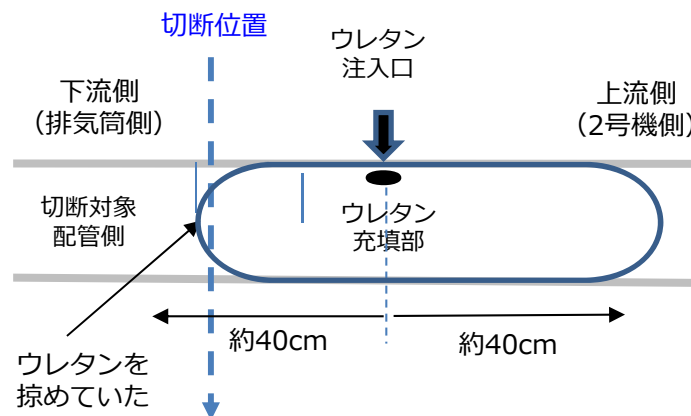 切断位置
ウレタン
注入口
下流側
（排気筒側）
上流側
（2号機側）
切断対象
配管側
ウレタン
充填部
約40cm
約40cm
ウレタンを
掠めていた